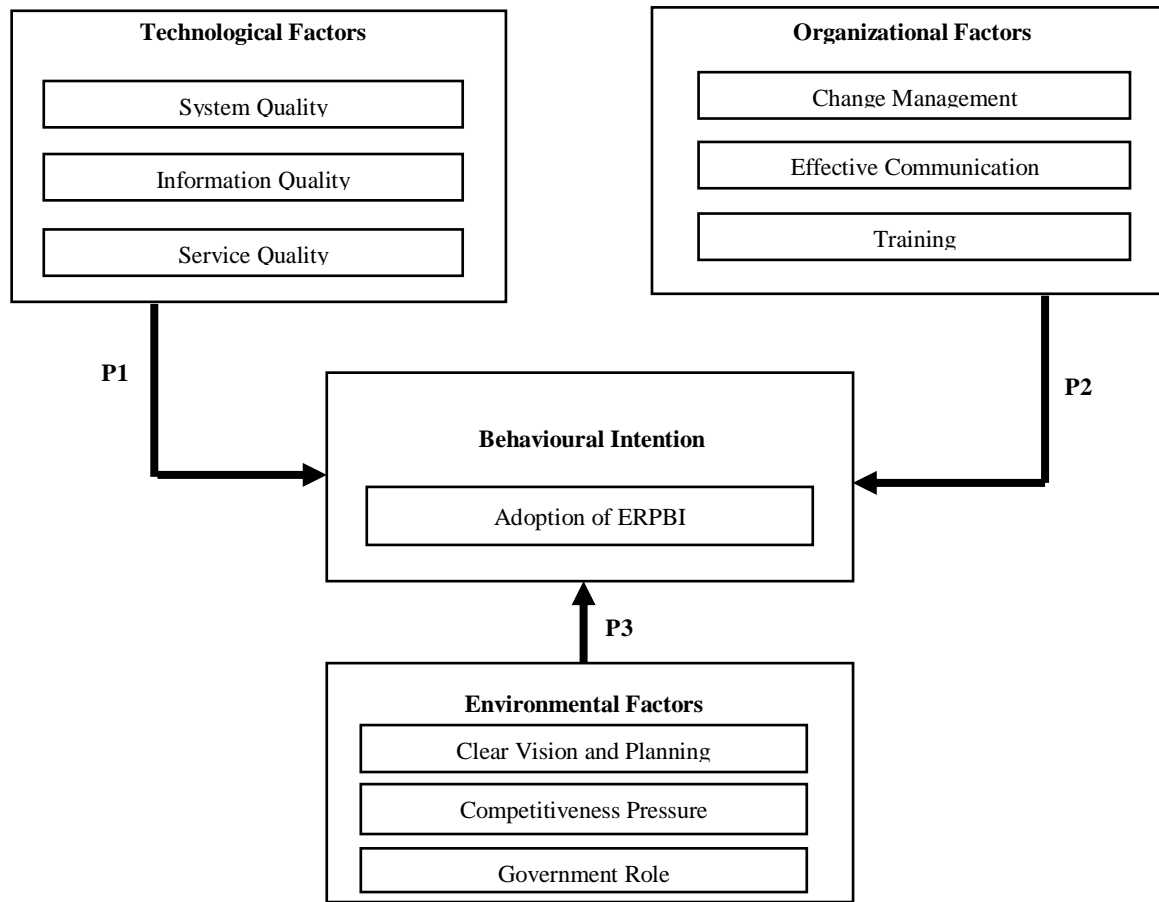 Technological Factors
System Quality
Information Quality
Service Quality
Organizational Factors
Change Management
Effective Communication
Training
P1
P2
Behavioural Intention
Adoption of ERPBI
P3
Environmental Factors
Clear Vision and Planning
Competitiveness Pressure
Government Role